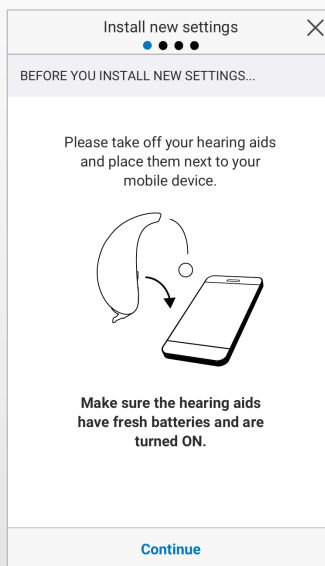 Install new settings
BEFORE YOU INSTALL NEW SETTINGS...
Please take off your hearing aids
and place them next to your
mobile device.
Make sure the hearing aids
have fresh batteries and are
turned ON.
Continue